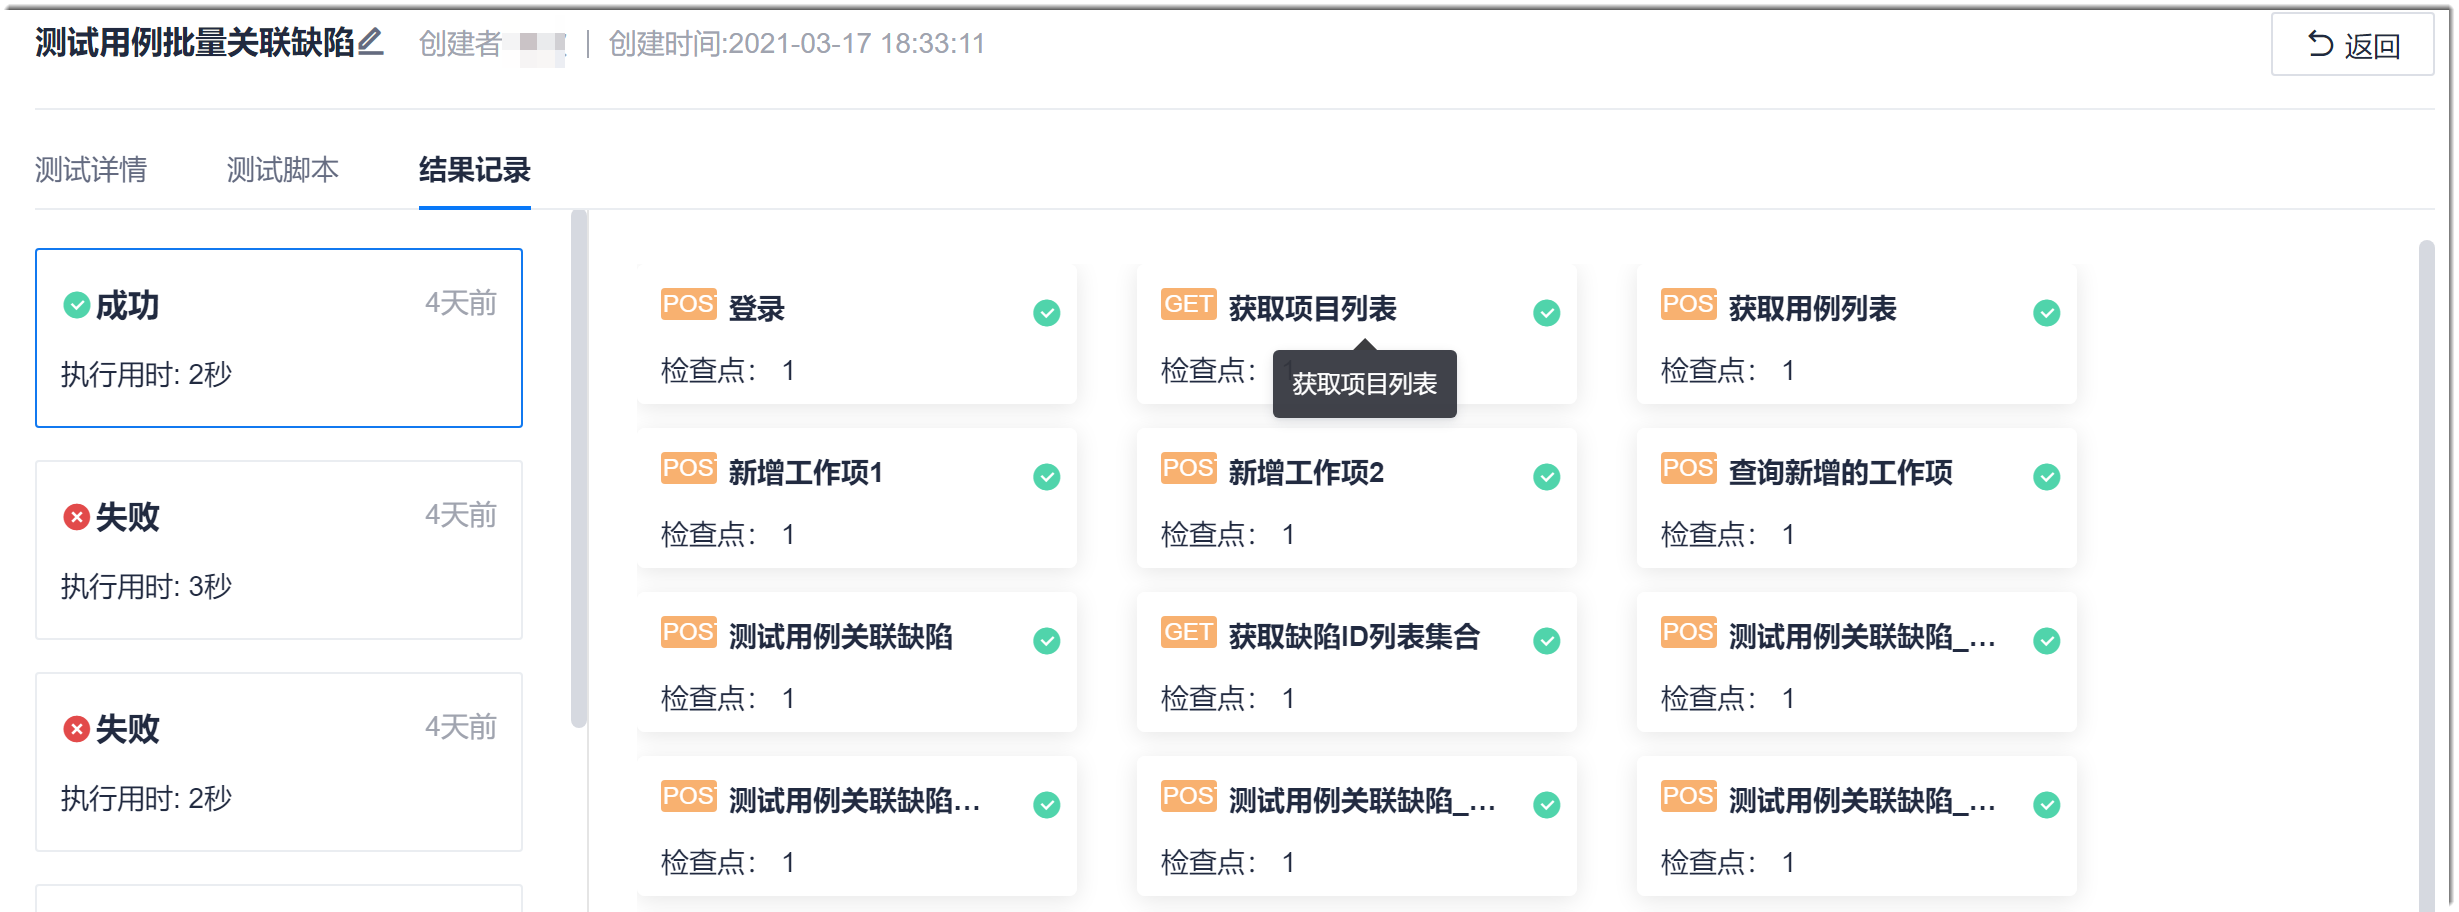 测试用例批量关联缺陷 创建者 创建时间:2021-03-17 18:33:11 返回
测试详情 测试脚本 结果记录
成功 4天前
执行用时: 2秒
失败 4天前
执行用时: 3秒
失败 4天前
执行用时: 2秒
POST 登录
检查点： 1
GET 获取项目列表
检查点： 1
获取项目列表
POST 获取用例列表
检查点： 1
POST 新增工作项1
检查点： 1
POST 新增工作项2
检查点： 1
POST 查询新增的工作项
检查点： 1
POST 测试用例关联缺陷
检查点： 1
GET 获取缺陷ID列表集合
检查点： 1
POST 测试用例关联缺陷_...
检查点： 1
POST 测试用例关联缺陷...
检查点： 1
POST 测试用例关联缺陷_...
检查点： 1
POST 测试用例关联缺陷_...
检查点： 1